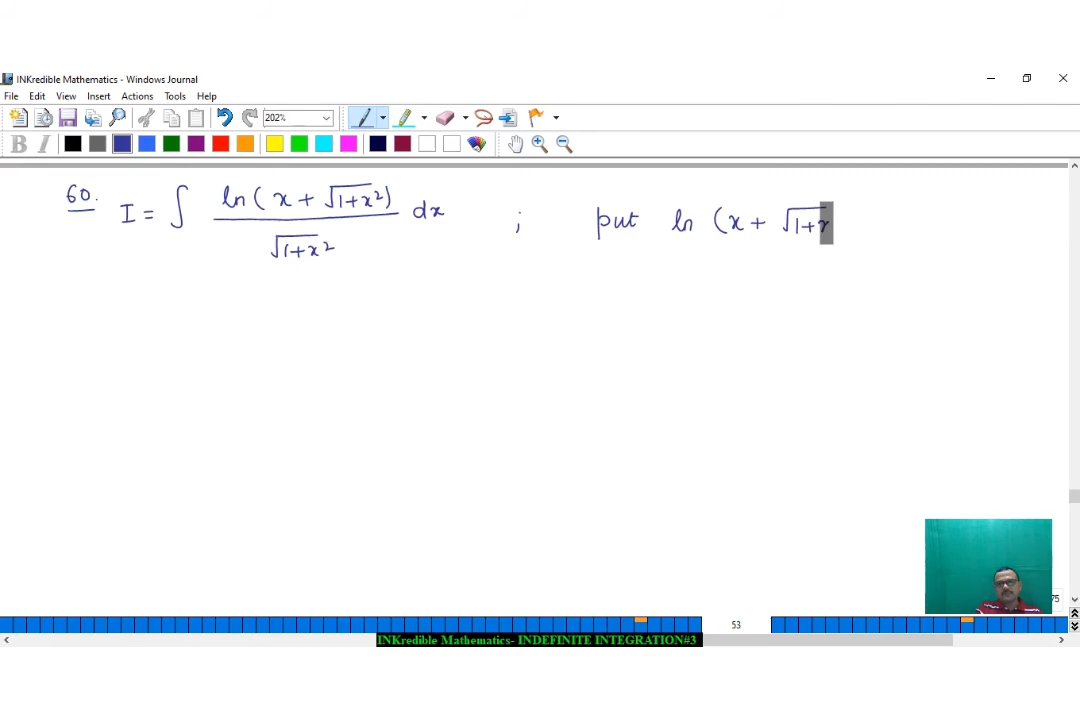 INKredible Mathematics - Windows Journal
File Edit View Insert Actions Tools Help
202%
B I
60. I = ∫ ln(x + √1+x²) / √1+x² dx ; put ln (x + √1+x
75
53
INKredible Mathematics- INDEFINITE INTEGRATION#3